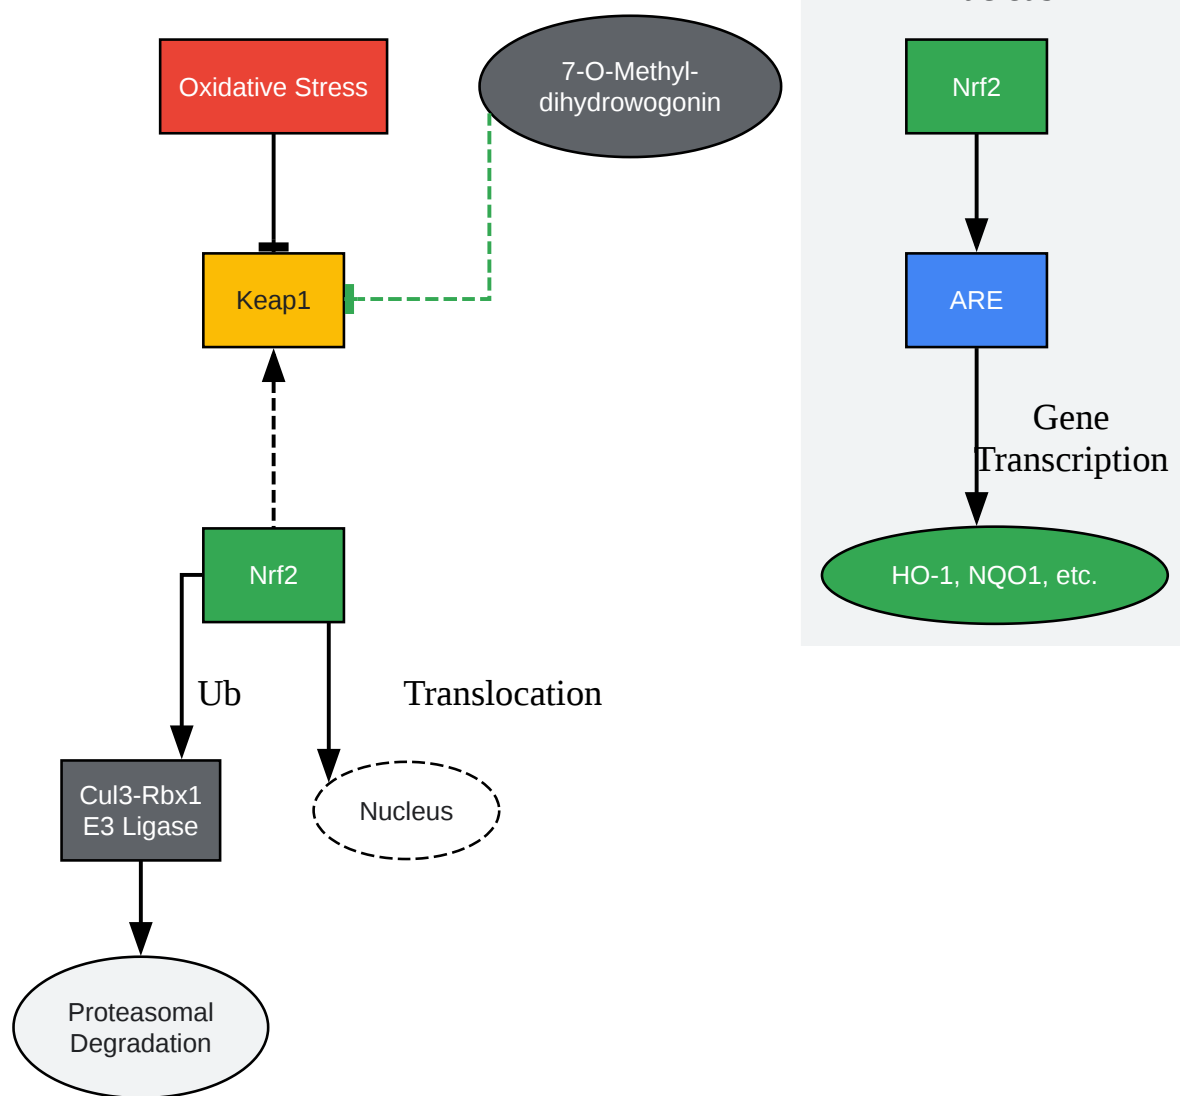 Oxidative Stress
7-O-Methyl-
dihydrowogonin
Nrf2
Keap1
ARE
Gene
Transcription
Nrf2
HO-1, NQO1, etc.
Ub
Translocation
Cul3-Rbx1
E3 Ligase
Nucleus
Proteasomal
Degradation